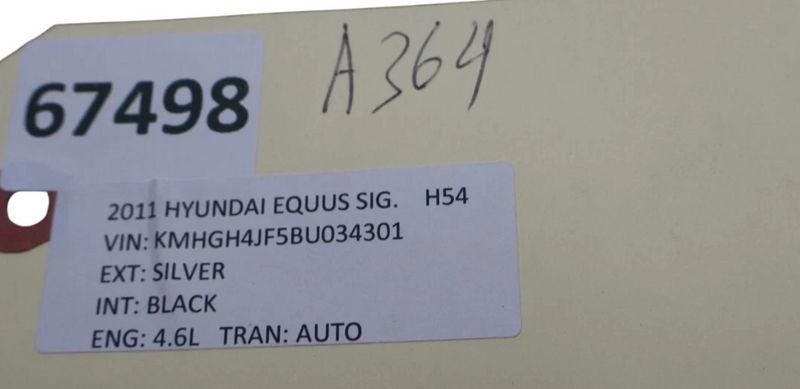 A364
67498
2011 HYUNDAI EQUUS SIG. H54
VIN: KMHGH4JF5BU034301
EXT: SILVER
INT: BLACK
ENG: 4.6L TRAN: AUTO